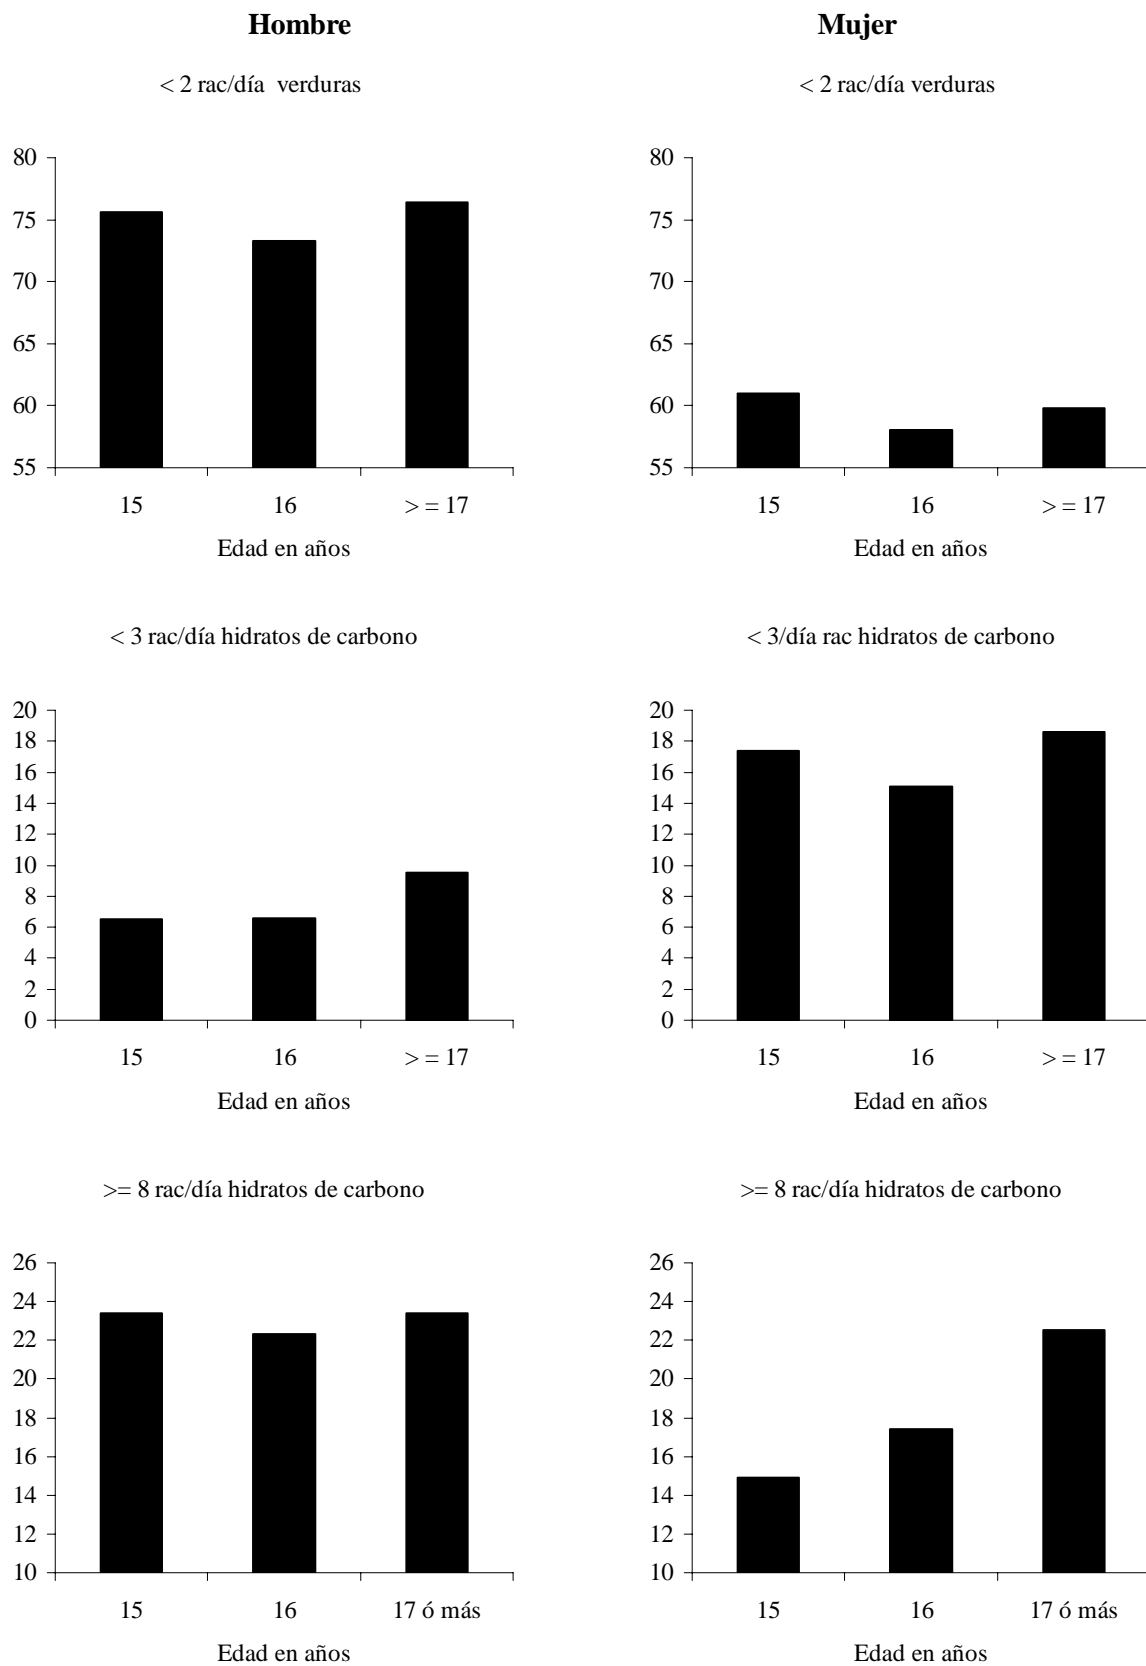 Hombre
Mujer
< 2 rac/día verduras
80
75
70
65
60
55
15 16 > = 17
Edad en años
< 2 rac/día verduras
80
75
70
65
60
55
15 16 > = 17
Edad en años
< 3 rac/día hidratos de carbono
20
18
16
14
12
10
8
6
4
2
0
15 16 > = 17
Edad en años
< 3/día rac hidratos de carbono
20
18
16
14
12
10
8
6
4
2
0
15 16 > = 17
Edad en años
>= 8 rac/día hidratos de carbono
26
24
22
20
18
16
14
12
10
15 16 17 ó más
Edad en años
>= 8 rac/día hidratos de carbono
26
24
22
20
18
16
14
12
10
15 16 17 ó más
Edad en años